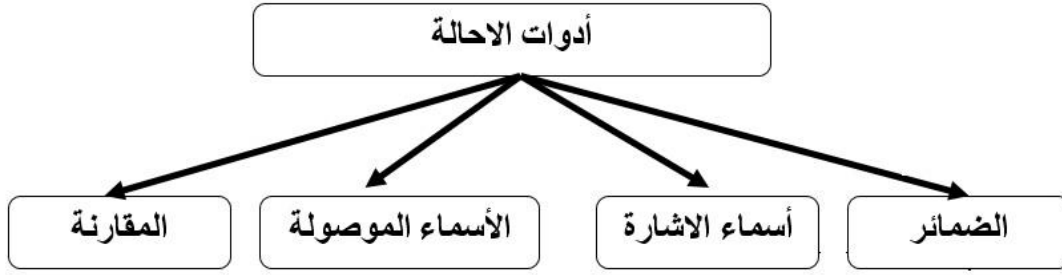 أدوات الاحالة
الضمائر
أسماء الاشارة
الأسماء الموصولة
المقارنة